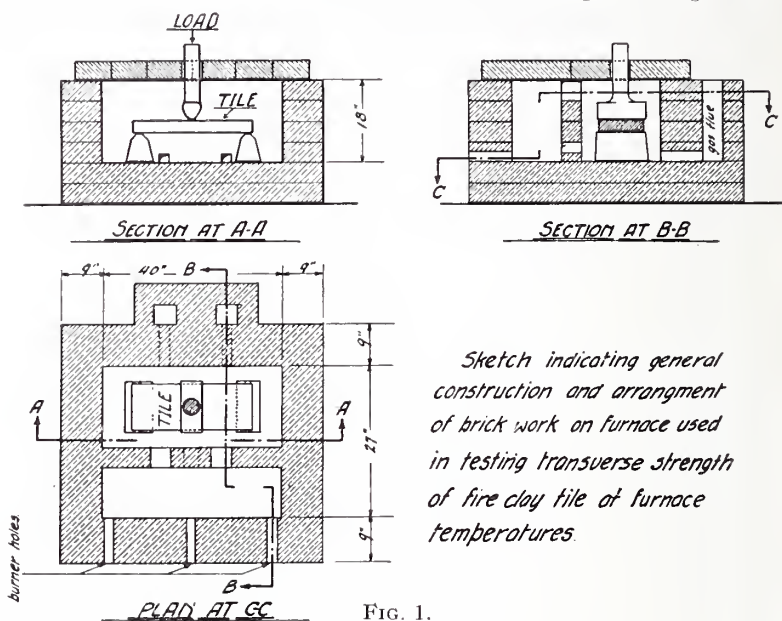 LOAD
TILE
18"
SECTION AT A-A
C
gas flue
C
SECTION AT B-B
9" 40" B 9"
9"
A TILE A
27"
9"
burner holes.
B
PLAN AT CC
Sketch indicating general
construction and arrangment
of brick work on furnace used
in testing transverse strength
of fire clay tile at furnace
temperatures.
FIG. 1.